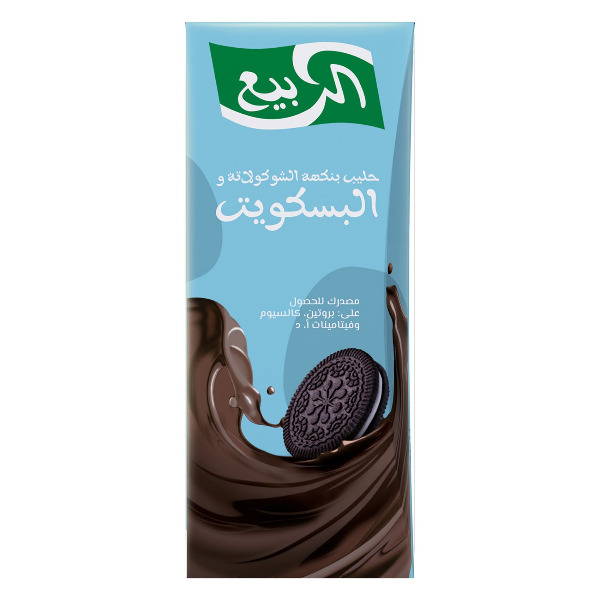 الربيع
حليب بنكهة الشوكولاتة و
البسكويت
مصدرك للحصول
على: بروتين، كالسيوم
وفيتامينات أ، د